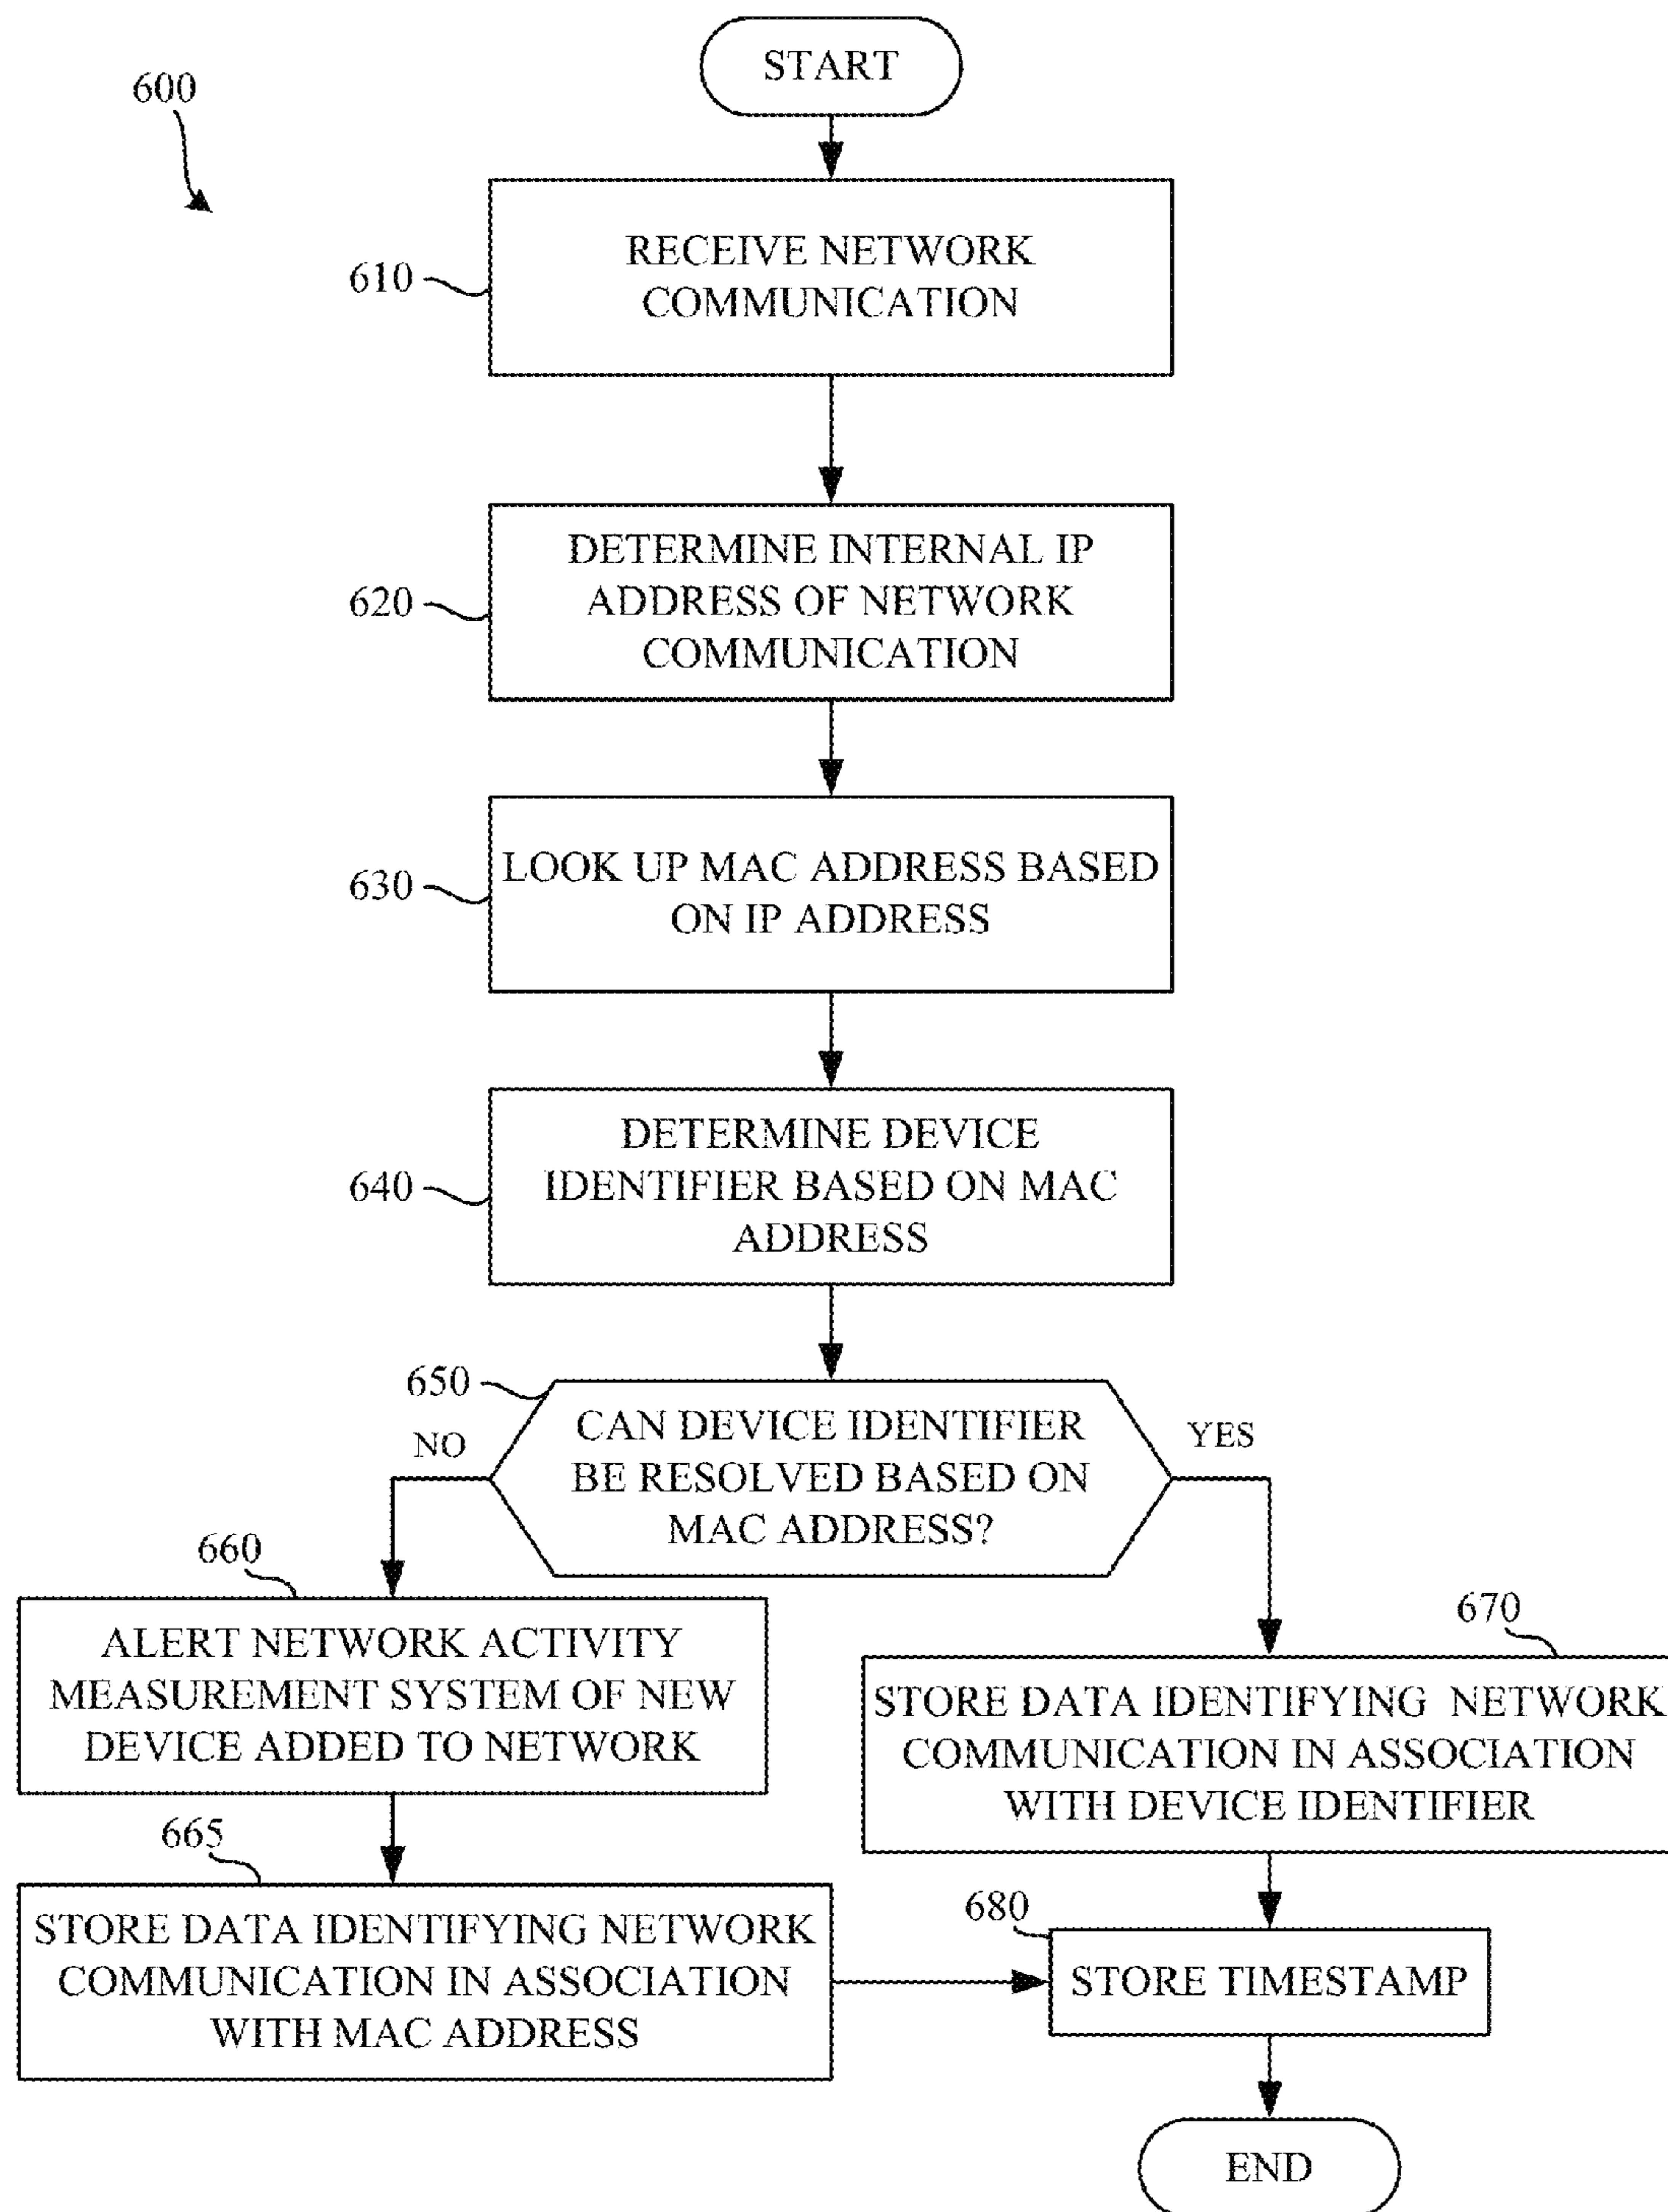 START
600
RECEIVE NETWORK
COMMUNICATION
610
DETERMINE INTERNAL IP
ADDRESS OF NETWORK
COMMUNICATION
620
LOOK UP MAC ADDRESS BASED
ON IP ADDRESS
630
DETERMINE DEVICE
IDENTIFIER BASED ON MAC
ADDRESS
640
650
CAN DEVICE IDENTIFIER
BE RESOLVED BASED ON
MAC ADDRESS?
NO
YES
660
ALERT NETWORK ACTIVITY
MEASUREMENT SYSTEM OF NEW
DEVICE ADDED TO NETWORK
670
STORE DATA IDENTIFYING NETWORK
COMMUNICATION IN ASSOCIATION
WITH DEVICE IDENTIFIER
665
STORE DATA IDENTIFYING NETWORK
COMMUNICATION IN ASSOCIATION
WITH MAC ADDRESS
680
STORE TIMESTAMP
END